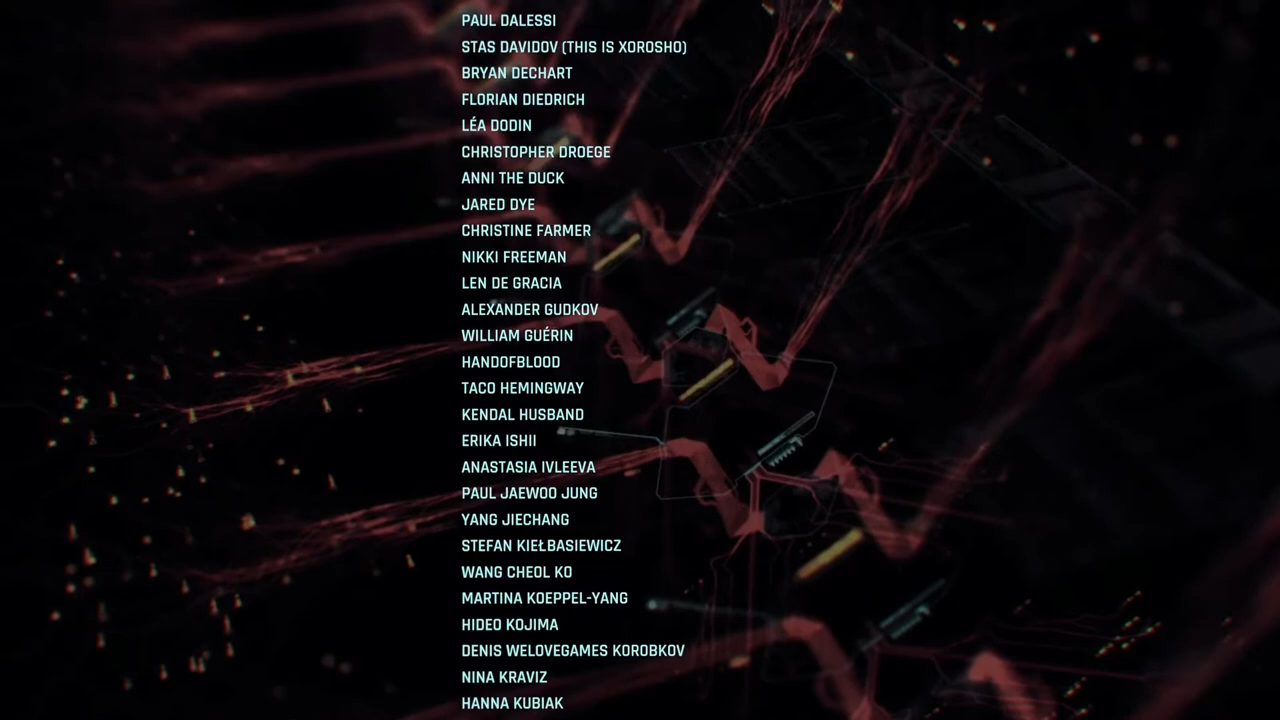 PAUL DALESSI
STAS DAVIDOV (THIS IS XOROSHO)
BRYAN DECHART
FLORIAN DIEDRICH
LÉA DODIN
CHRISTOPHER DROEGE
ANNI THE DUCK
JARED DYE
CHRISTINE FARMER
NIKKI FREEMAN
LEN DE GRACIA
ALEXANDER GUDKOV
WILLIAM GUÉRIN
HANDOFBLOOD
TACO HEMINGWAY
KENDAL HUSBAND
ERIKA ISHII
ANASTASIA IVLEEVA
PAUL JAEWOO JUNG
YANG JIECHANG
STEFAN KIEŁBASIEWICZ
WANG CHEOL KO
MARTINA KOEPPEL-YANG
HIDEO KOJIMA
DENIS WELOVEGAMES KOROBKOV
NINA KRAVIZ
HANNA KUBIAK